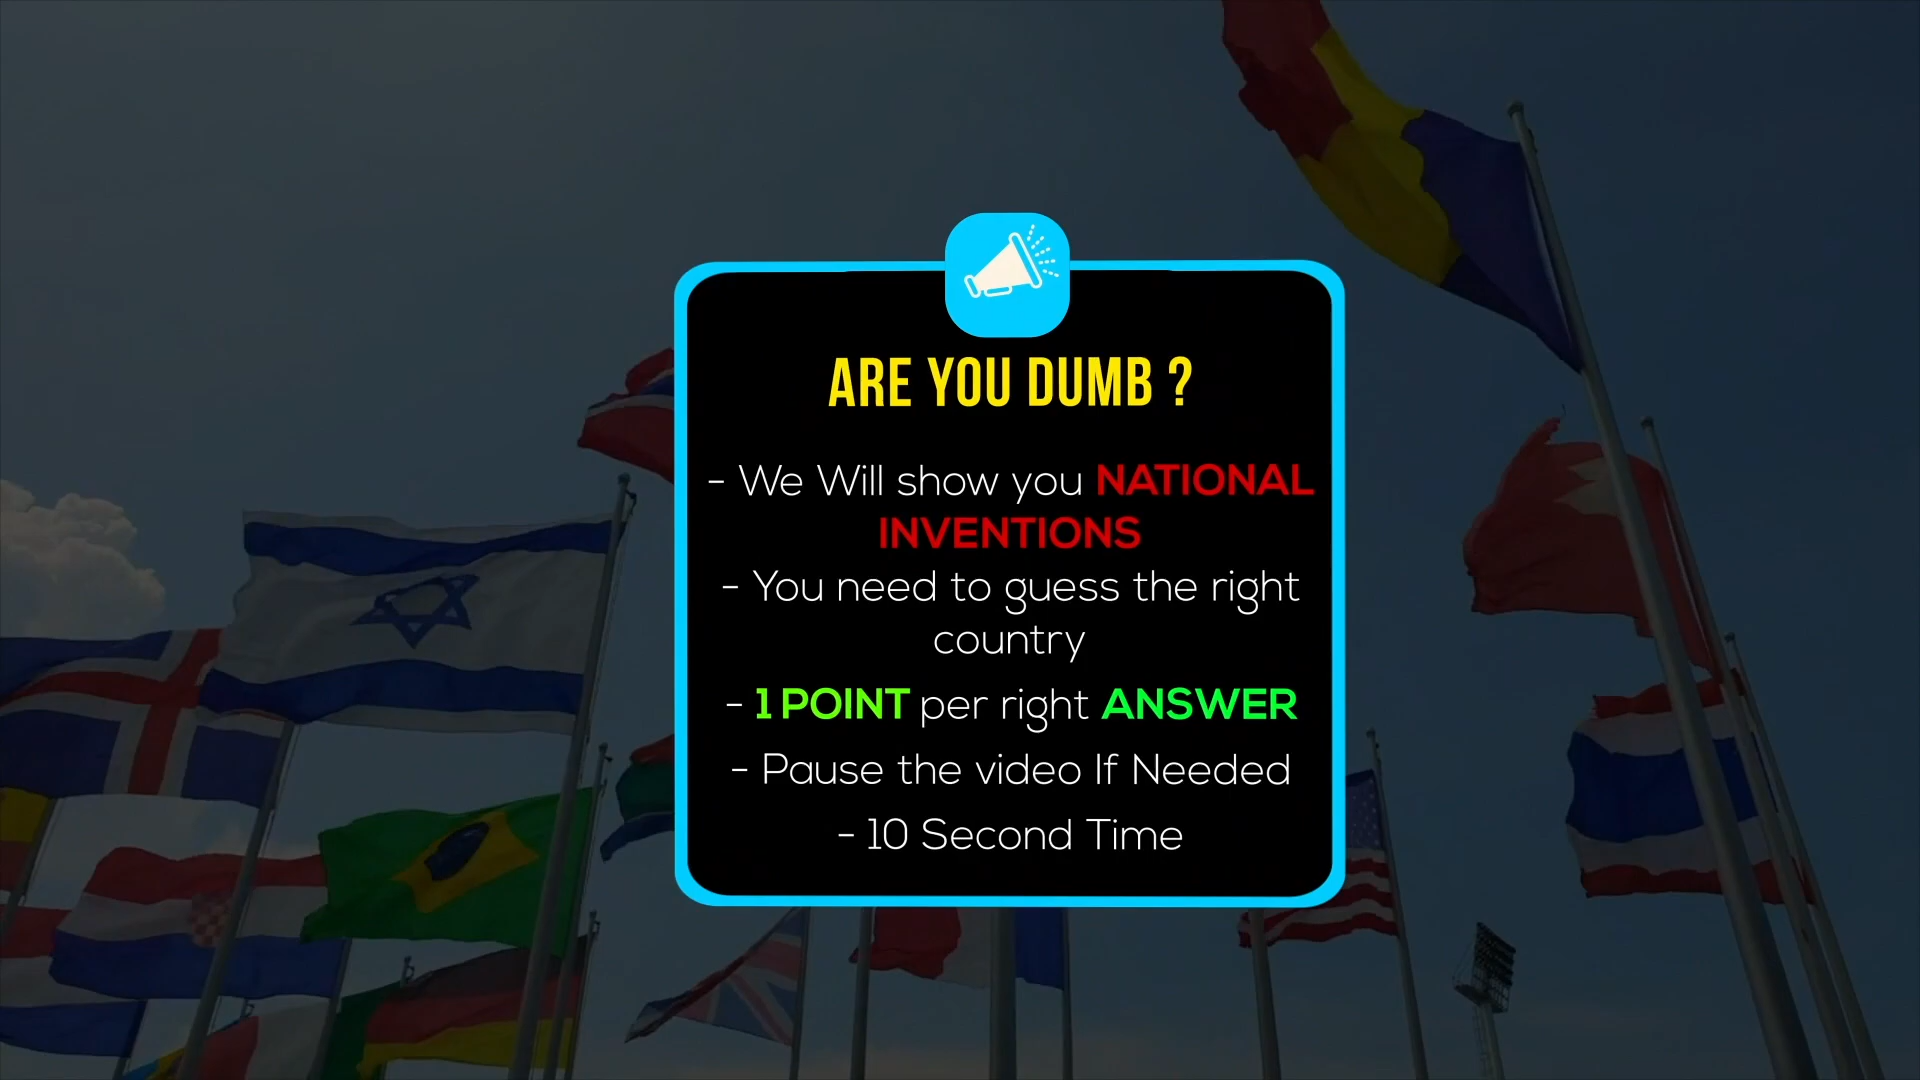 ARE YOU DUMB ?
- We Will show you NATIONAL
INVENTIONS
- You need to guess the right
country
- 1 POINT per right ANSWER
- Pause the video If Needed
- 10 Second Time